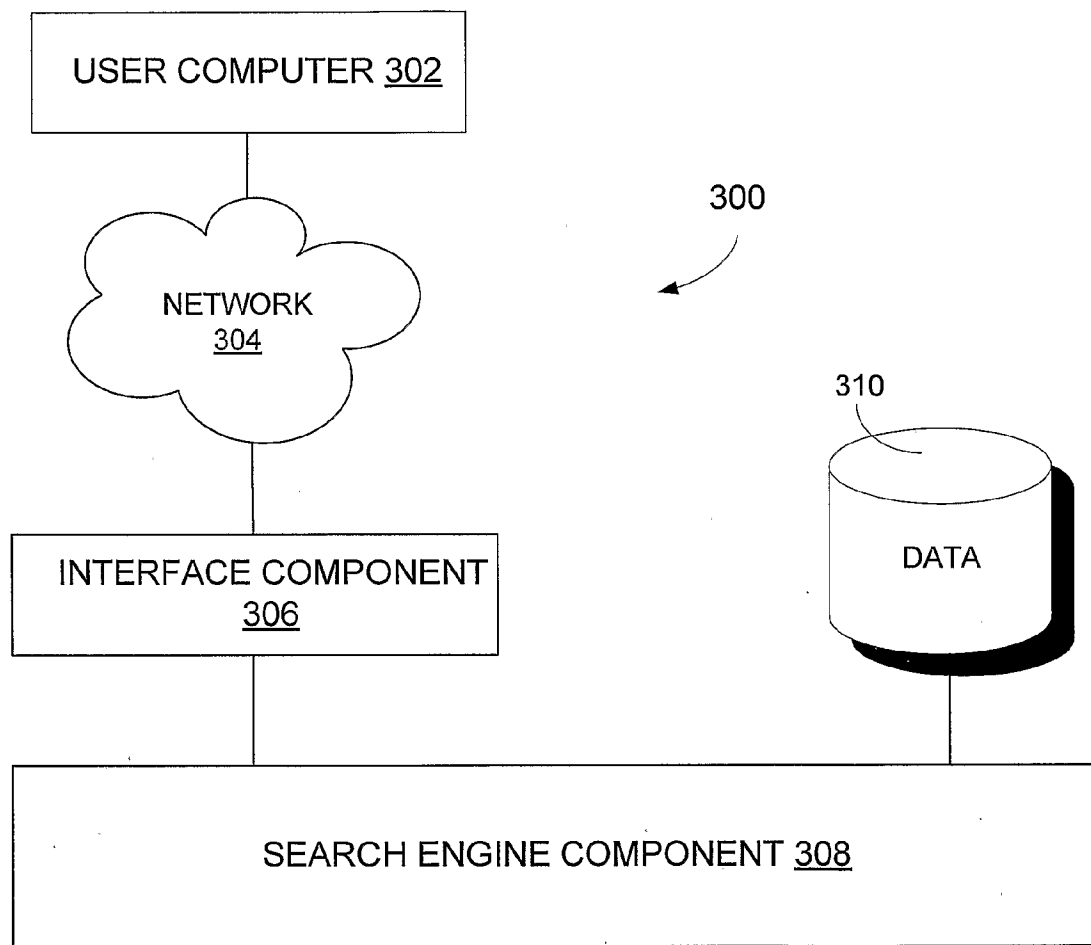 USER COMPUTER 302
300
NETWORK
304
310
DATA
INTERFACE COMPONENT
306
SEARCH ENGINE COMPONENT 308